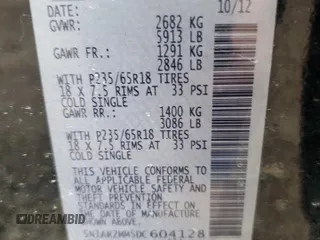 DATE: 10/12
GVWR: 2682 KG
5913 LB
GAWR FR.: 1291 KG
2846 LB
WITH P235/65R18 TIRES
18 X 7.5 RIMS AT 33 PSI
COLD SINGLE
GAWR RR.: 1400 KG
3086 LB
WITH P235/65R18 TIRES
18 X 7.5 RIMS AT 33 PSI
COLD SINGLE
THIS VEHICLE CONFORMS TO ALL
APPLICABLE U.S. FEDERAL MOTOR
VEHICLE SAFETY STANDARDS IN
EFFECT ON THE DATE OF
MANUFACTURE SHOWN ABOVE.
5N1AR2MM5DC604128
DREAMBID